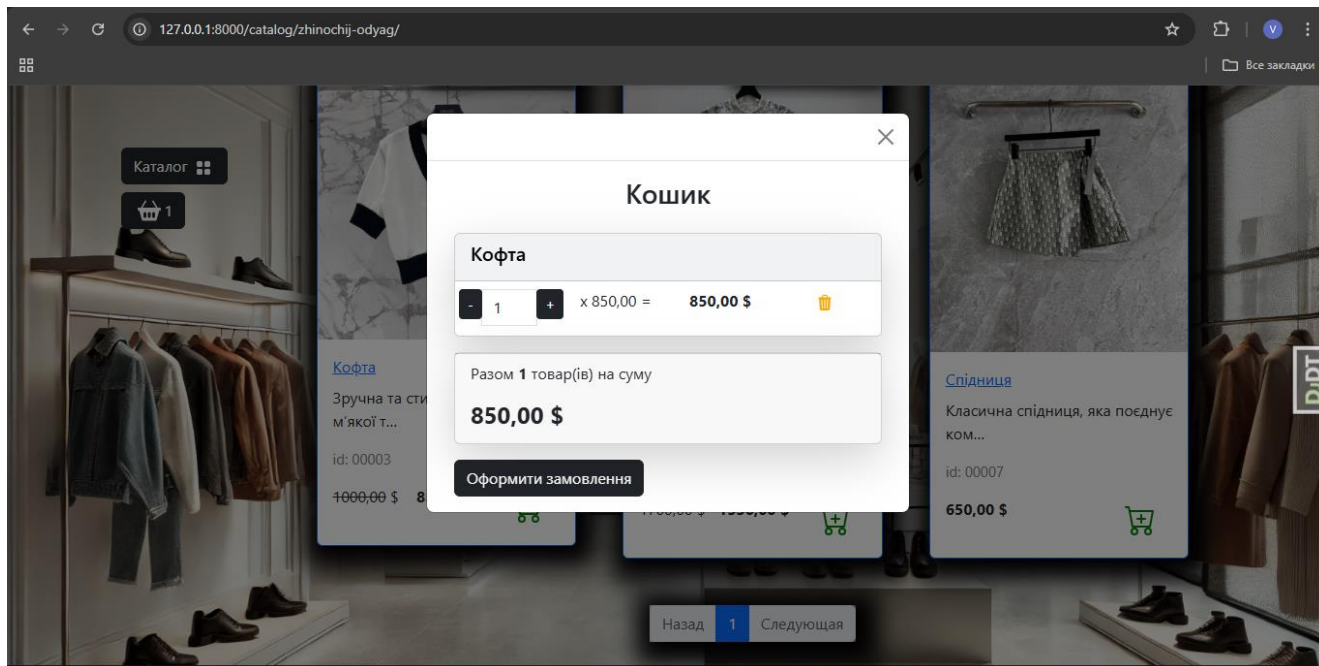 127.0.0.1:8000/catalog/zhinochij-odyag/
V
Все закладки
Каталог
1
Кошик
Кофта
- 1 + x 850,00 = 850,00 $
Разом 1 товар(ів) на суму
850,00 $
Оформити замовлення
Кофта
Зручна та сти
м'якої т...
id: 00003
1000,00 $ 8
Спідниця
Класична спідниця, яка поєднує
ком...
id: 00007
650,00 $
DjDT
Назад 1 Следующая